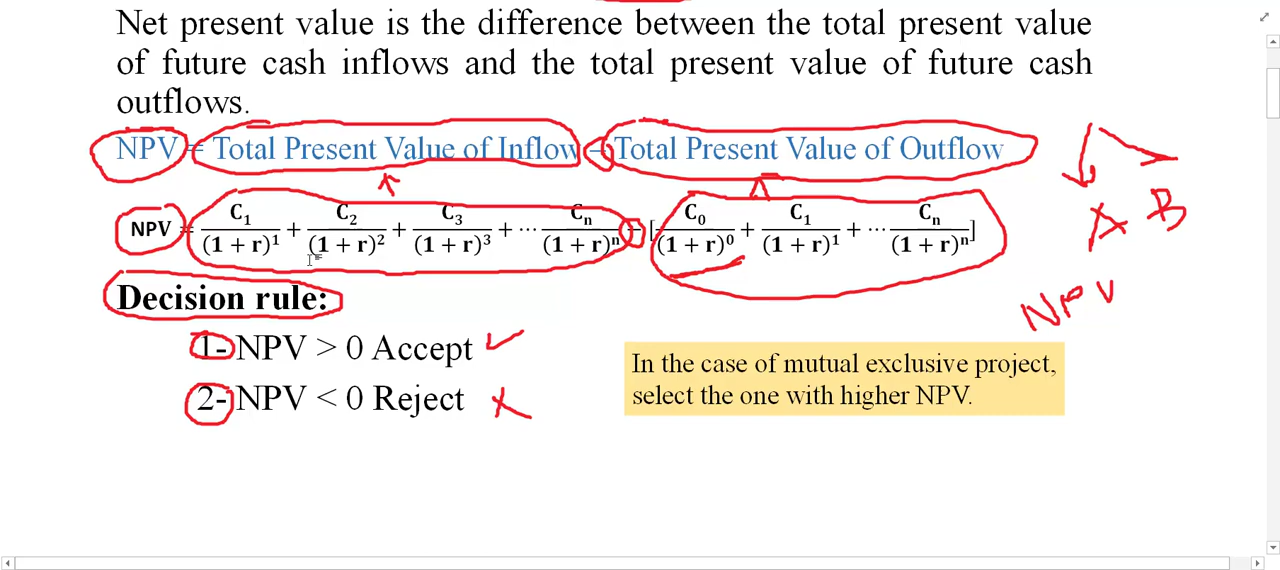 Net present value is the difference between the total present value
of future cash inflows and the total present value of future cash
outflows.
NPV = Total Present Value of Inflow − Total Present Value of Outflow
NPV = C₁/(1 + r)¹ + C₂/(1 + r)² + C₃/(1 + r)³ + ⋯ Cₙ/(1 + r)ⁿ − [C₀/(1 + r)⁰ + C₁/(1 + r)¹ + ⋯ Cₙ/(1 + r)ⁿ]
A B
Decision rule:
NPV
1-NPV > 0 Accept
2-NPV < 0 Reject
In the case of mutual exclusive project,
select the one with higher NPV.